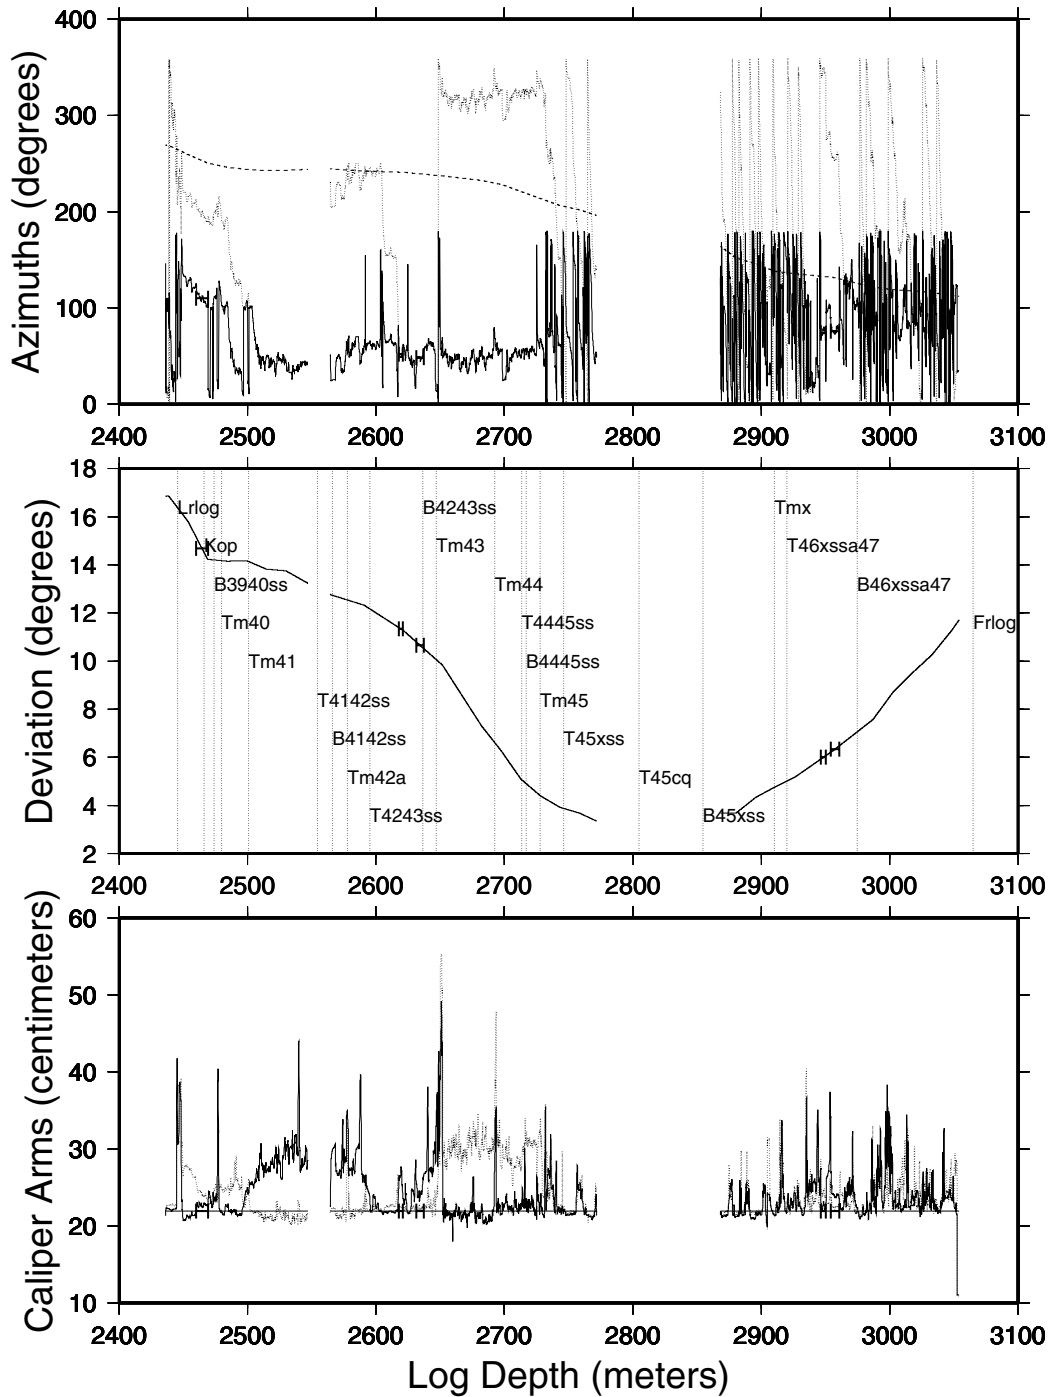 400
300
200
100
0
Azimuths (degrees)
2400 2500 2600 2700 2800 2900 3000 3100
18
16
14
12
10
8
6
4
2
Deviation (degrees)
Lrlog
Kop
B3940ss
Tm40
Tm41
T4142ss
B4142ss
Tm42a
T4243ss
B4243ss
Tm43
Tm44
T4445ss
B4445ss
Tm45
T45xss
T45cq
B45xss
Tmx
T46xssa47
B46xssa47
Frlog
2400 2500 2600 2700 2800 2900 3000 3100
60
50
40
30
20
10
Caliper Arms (centimeters)
2400 2500 2600 2700 2800 2900 3000 3100
Log Depth (meters)